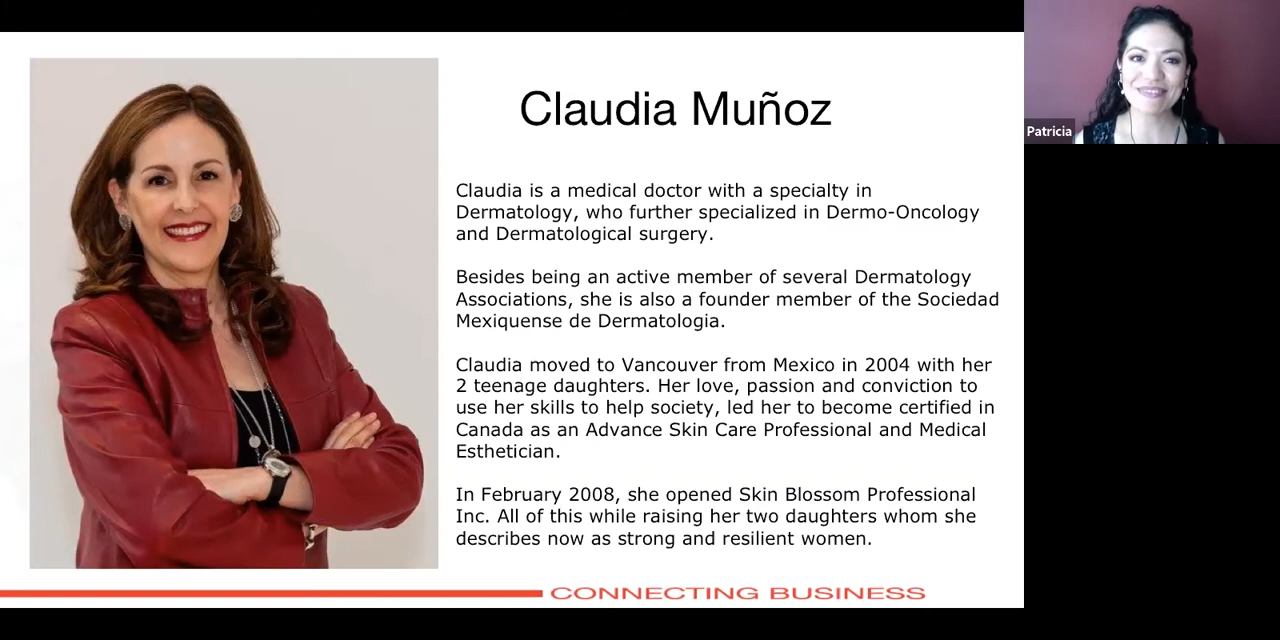 Claudia Muñoz
Claudia is a medical doctor with a specialty in
Dermatology, who further specialized in Dermo-Oncology
and Dermatological surgery.
Besides being an active member of several Dermatology
Associations, she is also a founder member of the Sociedad
Mexiquense de Dermatologia.
Claudia moved to Vancouver from Mexico in 2004 with her
2 teenage daughters. Her love, passion and conviction to
use her skills to help society, led her to become certified in
Canada as an Advance Skin Care Professional and Medical
Esthetician.
In February 2008, she opened Skin Blossom Professional
Inc. All of this while raising her two daughters whom she
describes now as strong and resilient women.
CONNECTING BUSINESS
Patricia